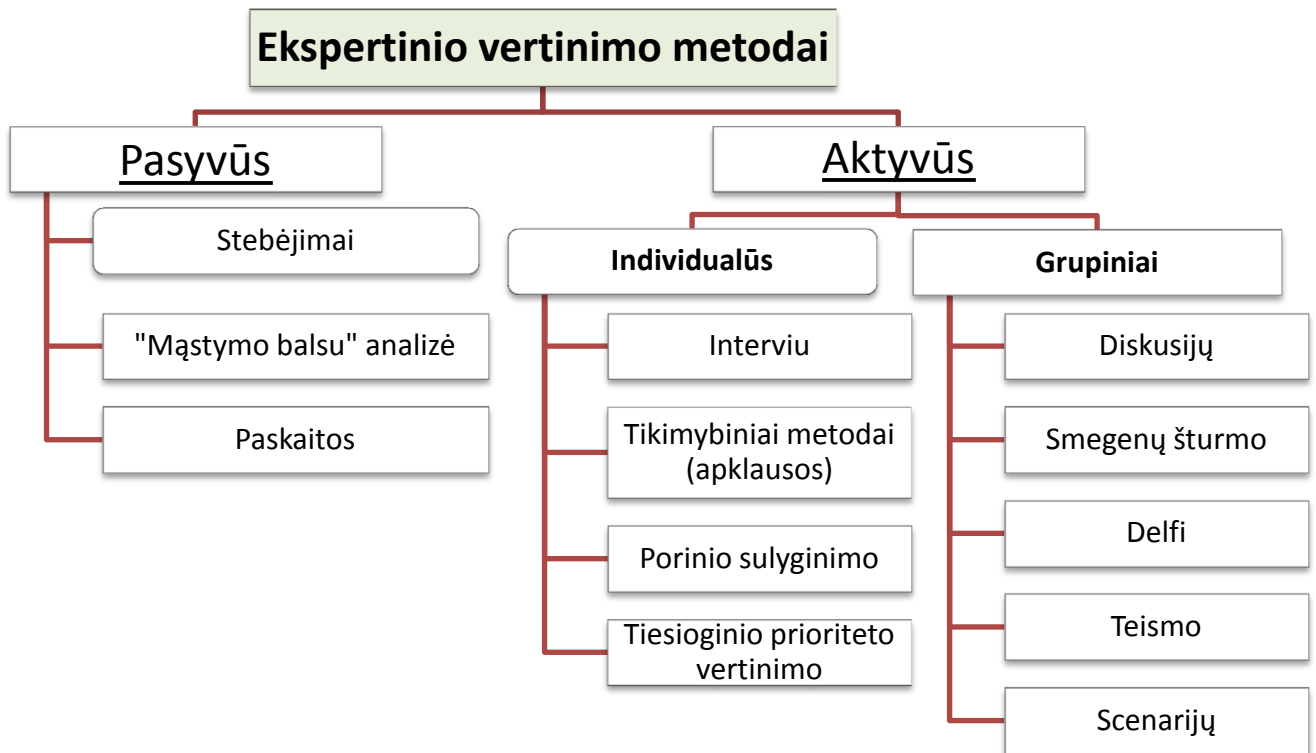 Ekspertinio vertinimo metodai
Pasyvūs
Stebėjimai
"Mąstymo balsu" analizė
Paskaitos
Aktyvūs
Individualūs
Interviu
Tikimybiniai metodai
(apklausos)
Porinio sulyginimo
Tiesioginio prioriteto
vertinimo
Grupiniai
Diskusijų
Smegenų šturmo
Delfi
Teismo
Scenarijų